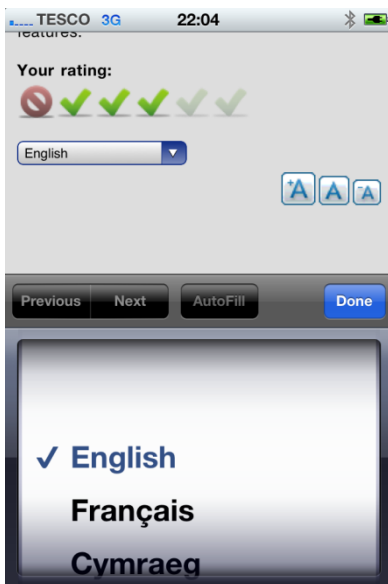 TESCO 3G 22:04
features.
Your rating:
English
+A A -A
Previous Next AutoFill Done
✓ English
Français
Cymraeg